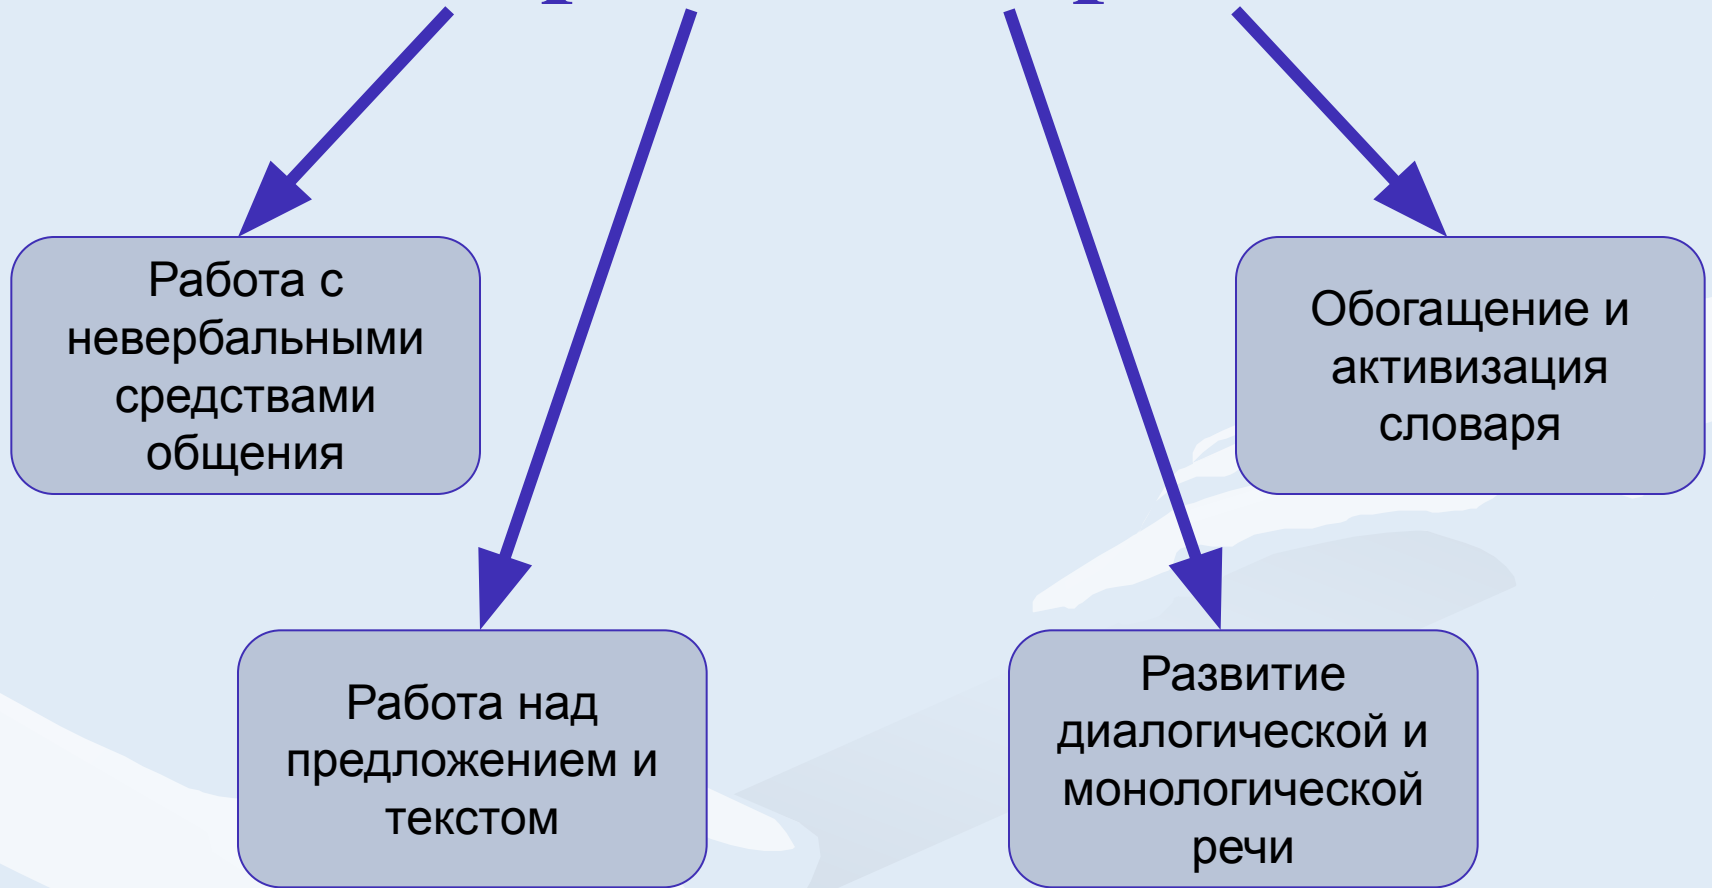 Работа с
невербальными
средствами
общения
Обогащение и
активизация
словаря
Работа над
предложением и
текстом
Развитие
диалогической и
монологической
речи